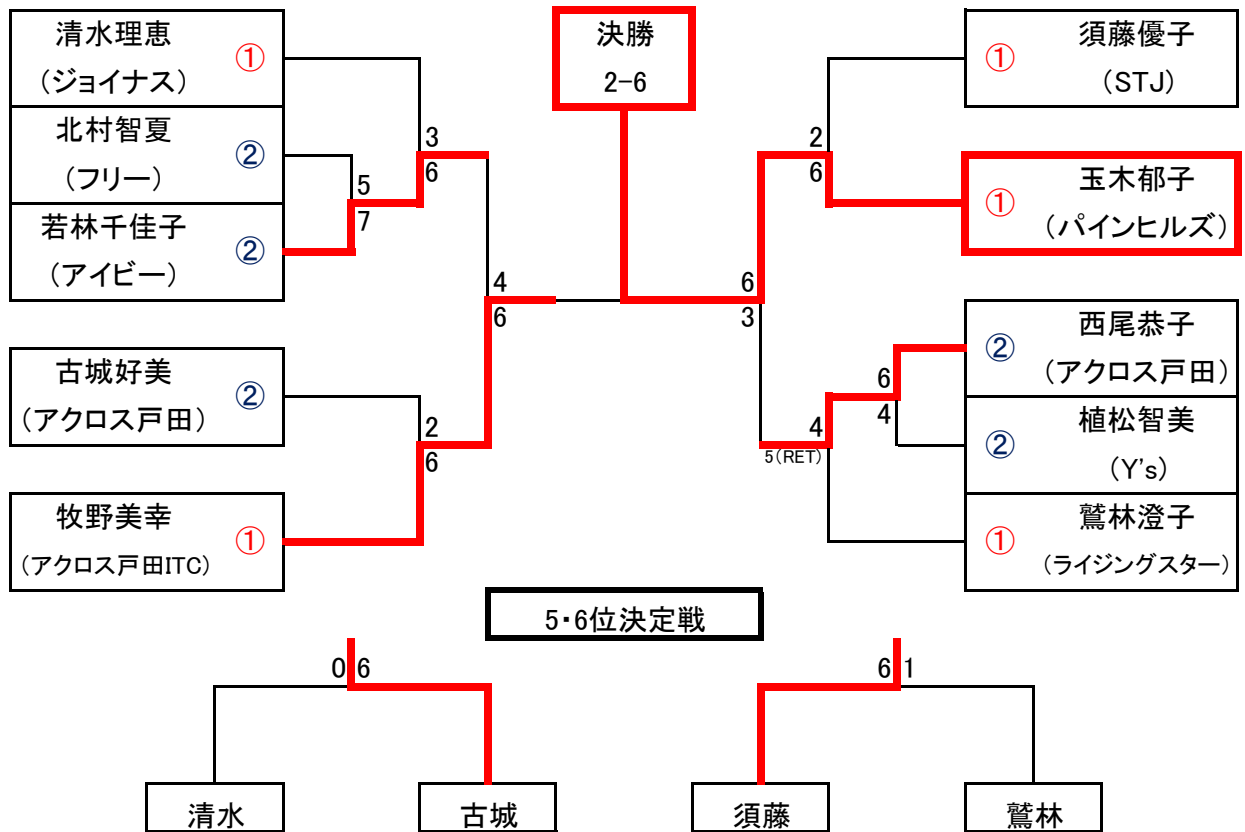 清水理恵
①
(ジョイナス)
北村智夏
②
(フリー)
若林千佳子
②
(アイビー)
古城好美
②
(アクロス戸田)
牧野美幸
①
(アクロス戸田ITC)
5
7
3
6
2
6
4
6
決勝
2-6
須藤優子
①
(STJ)
玉木郁子
①
(パインヒルズ)
西尾恭子
②
(アクロス戸田)
植松智美
②
(Y's)
鷲林澄子
①
(ライジングスター)
2
6
6
4
4
5(RET)
6
3
5・6位決定戦
0 6
6 1
清水
古城
須藤
鷲林